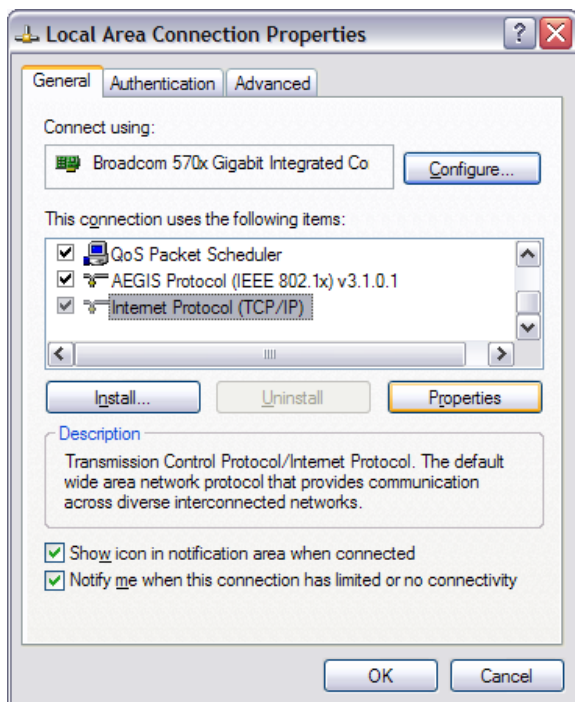 Local Area Connection Properties
?
General Authentication Advanced
Connect using:
Broadcom 570x Gigabit Integrated Co
Configure...
This connection uses the following items:
QoS Packet Scheduler
AEGIS Protocol (IEEE 802.1x) v3.1.0.1
Internet Protocol (TCP/IP)
Install... Uninstall Properties
Description
Transmission Control Protocol/Internet Protocol. The default
wide area network protocol that provides communication
across diverse interconnected networks.
Show icon in notification area when connected
Notify me when this connection has limited or no connectivity
OK Cancel